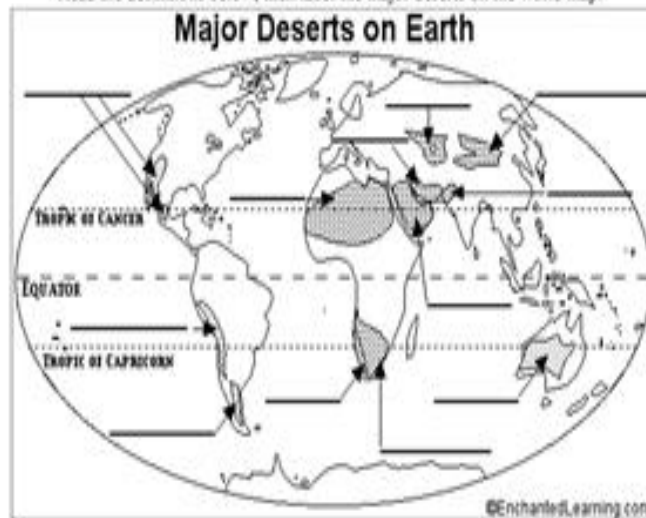 Major Deserts on Earth
TROPIC OF CANCER
EQUATOR
TROPIC OF CAPRICORN
©EnchantedLearning.com